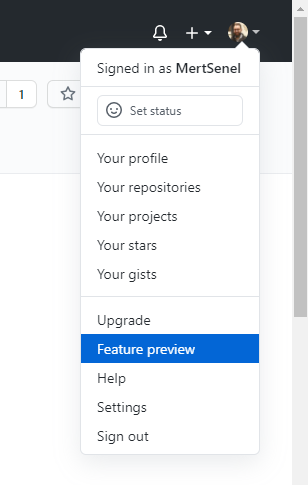 1
Signed in as MertSenel
Set status
Your profile
Your repositories
Your projects
Your stars
Your gists
Upgrade
Feature preview
Help
Settings
Sign out